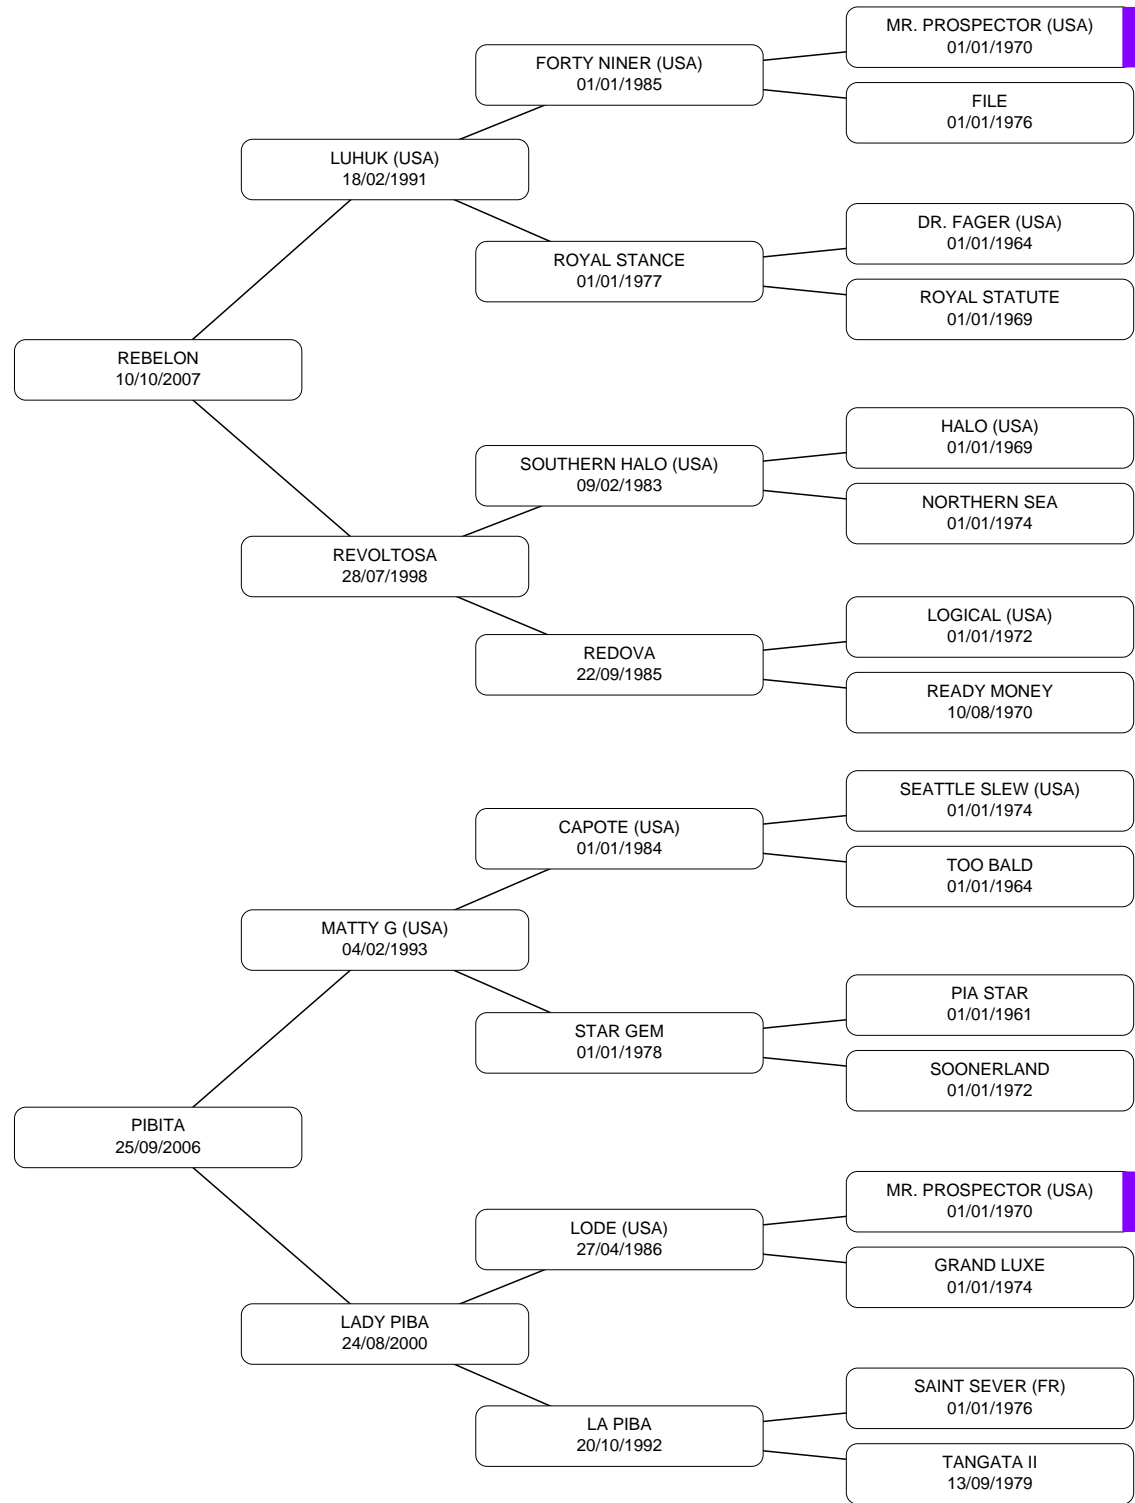 MR. PROSPECTOR (USA)
01/01/1970
FORTY NINER (USA)
01/01/1985
FILE
01/01/1976
LUHUK (USA)
18/02/1991
DR. FAGER (USA)
01/01/1964
ROYAL STANCE
01/01/1977
ROYAL STATUTE
01/01/1969
REBELON
10/10/2007
HALO (USA)
01/01/1969
SOUTHERN HALO (USA)
09/02/1983
NORTHERN SEA
01/01/1974
REVOLTOSA
28/07/1998
LOGICAL (USA)
01/01/1972
REDOVA
22/09/1985
READY MONEY
10/08/1970
SEATTLE SLEW (USA)
01/01/1974
CAPOTE (USA)
01/01/1984
TOO BALD
01/01/1964
MATTY G (USA)
04/02/1993
PIA STAR
01/01/1961
STAR GEM
01/01/1978
SOONERLAND
01/01/1972
PIBITA
25/09/2006
MR. PROSPECTOR (USA)
01/01/1970
LODE (USA)
27/04/1986
GRAND LUXE
01/01/1974
LADY PIBA
24/08/2000
SAINT SEVER (FR)
01/01/1976
LA PIBA
20/10/1992
TANGATA II
13/09/1979